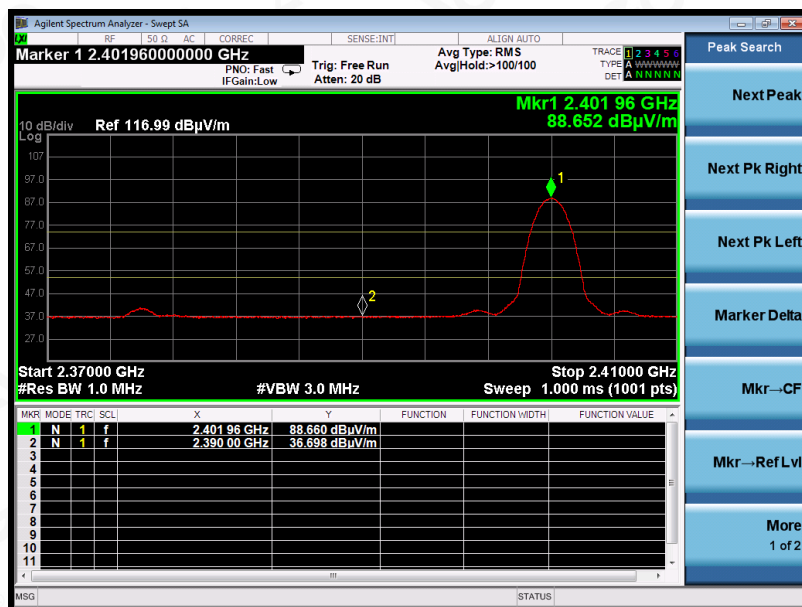 Agilent Spectrum Analyzer - Swept SA
LXI RF 50 Ω AC CORREC SENSE:INT ALIGN AUTO
Marker 1 2.401960000000 GHz
PNO: Fast
IFGain:Low
Trig: Free Run
Atten: 20 dB
Avg Type: RMS
Avg|Hold:>100/100
TRACE 1 2 3 4 5 6
TYPE A WWWWW
DET A N N N N N
Mkr1 2.401 96 GHz
88.652 dBµV/m
10 dB/div Ref 116.99 dBµV/m
Log
107
97.0
87.0
77.0
67.0
57.0
47.0
37.0
27.0
1
2
Start 2.37000 GHz Stop 2.41000 GHz
#Res BW 1.0 MHz #VBW 3.0 MHz Sweep 1.000 ms (1001 pts)
MKR MODE TRC SCL X Y FUNCTION FUNCTION WIDTH FUNCTION VALUE
1 N 1 f 2.401 96 GHz 88.660 dBµV/m
2 N 1 f 2.390 00 GHz 36.698 dBµV/m
3
4
5
6
7
8
9
10
11
MSG STATUS
Peak Search
Next Peak
Next Pk Right
Next Pk Left
Marker Delta
Mkr→CF
Mkr→Ref Lvl
More
1 of 2